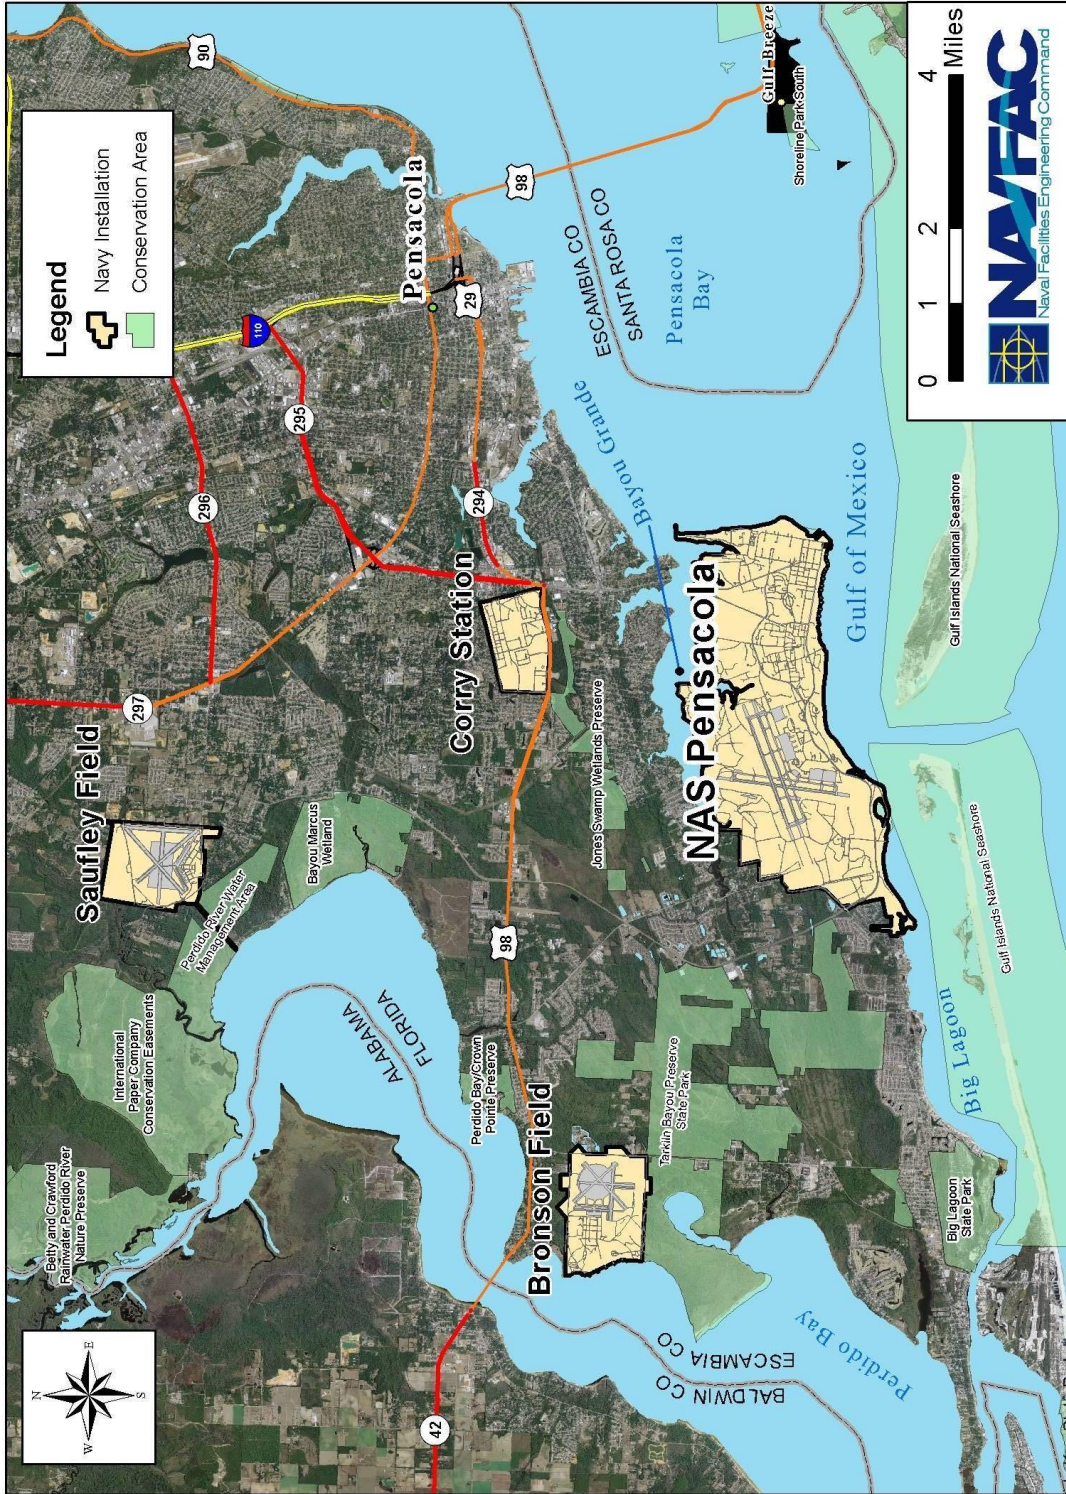 N
W
E
S
Betty and Crawford
Rainwater Perdido River
Nature Preserve
International
Paper Company
Conservation Easements
Perdido River Water
Management Area
Saufley Field
Bayou Marcus
Wetland
297
296
295
110
90
Legend
Navy Installation
Conservation Area
Pensacola
29
294
98
Corry Station
Jones Swamp Wetlands Preserve
98
ALABAMA
FLORIDA
Perdido Bay/Crown
Pointe Preserve
42
Bronson Field
Tarkiln Bayou Preserve
State Park
BALDWIN CO
ESCAMBIA CO
Perdido Bay
NAS Pensacola
Bayou Grande
ESCAMBIA CO
SANTA ROSA CO
Pensacola
Bay
Gulf Breeze
Shoreline Park South
Gulf of Mexico
Big Lagoon
Big Lagoon
State Park
Gulf Islands National Seashore
Gulf Islands National Seashore
0 1 2 4
Miles
NAVFAC
Naval Facilities Engineering Command